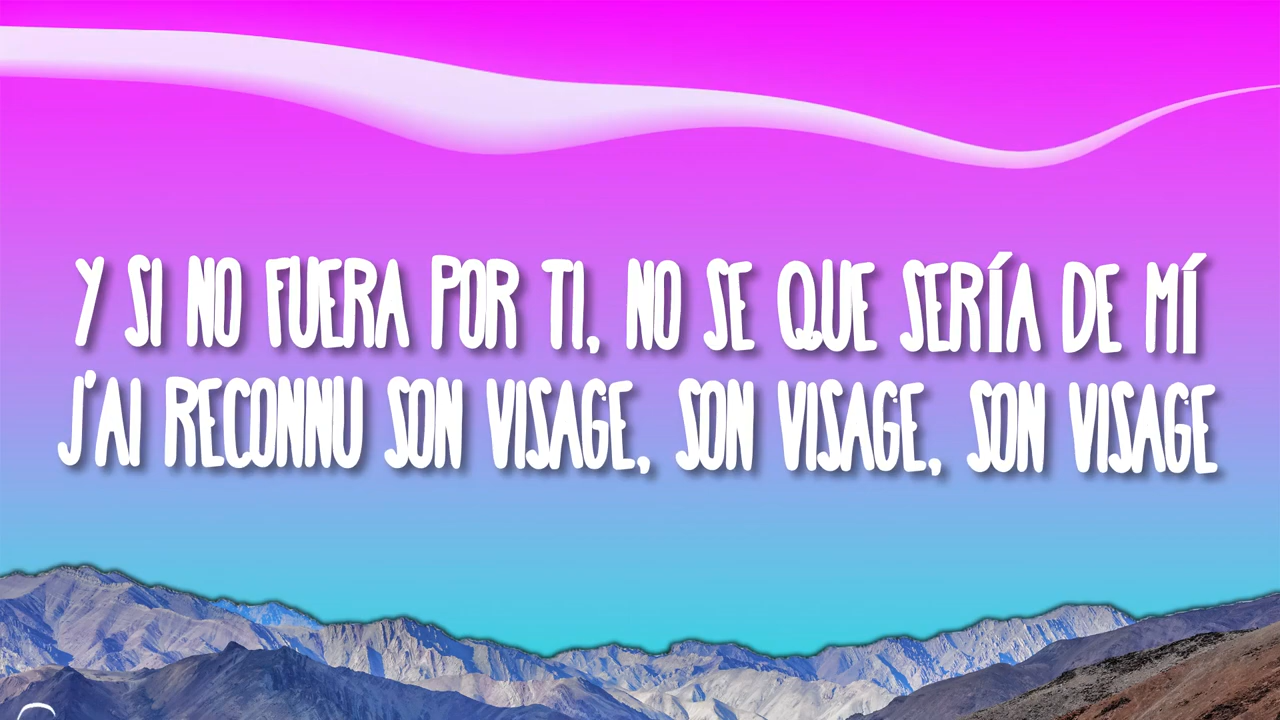 Y SI NO FUERA POR TI, NO SE QUE SERÍA DE MÍ
J'AI RECONNU SON VISAGE, SON VISAGE, SON VISAGE